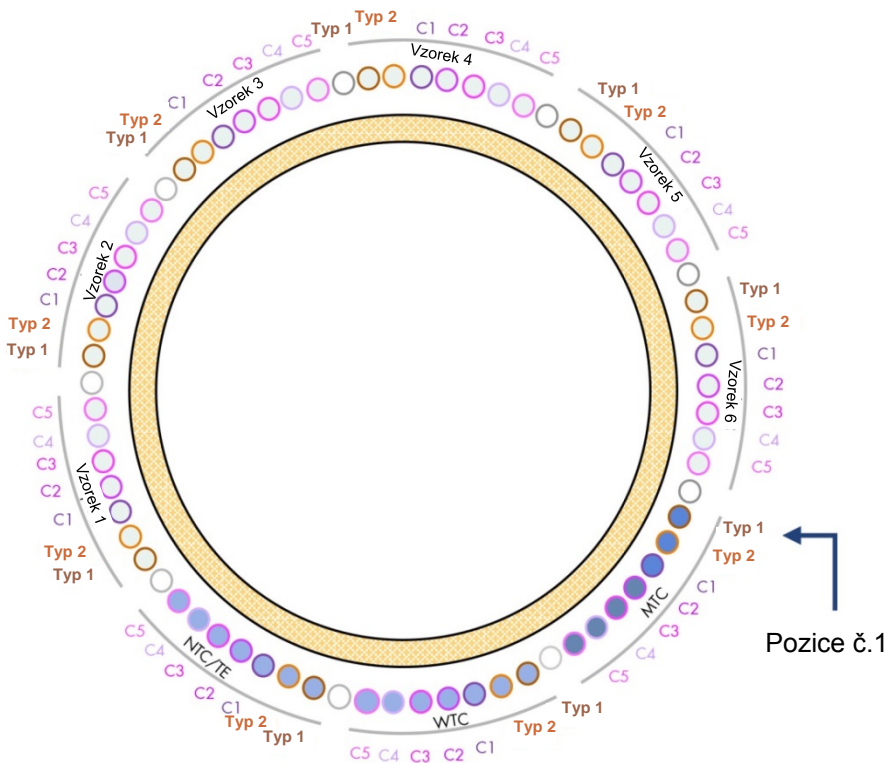 Typ 1
Typ 2
C1
C2
C3
C4
C5
Vzorek 4
Typ 1
Typ 2
C1
C2
C3
C4
C5
Vzorek 5
Typ 1
Typ 2
C1
C2
C3
C4
C5
Vzorek 6
Typ 1
Typ 2
C1
C2
C3
C4
C5
MTC
Pozice č.1
Typ 1
Typ 2
C1
C2
C3
C4
C5
WTC
Typ 1
Typ 2
C1
C2
C3
C4
C5
NTC/TE
Typ 1
Typ 2
C1
C2
C3
C4
C5
Vzorek 1
Typ 1
Typ 2
C1
C2
C3
C4
C5
Vzorek 2
Typ 1
Typ 2
C1
C2
C3
C4
C5
Vzorek 3